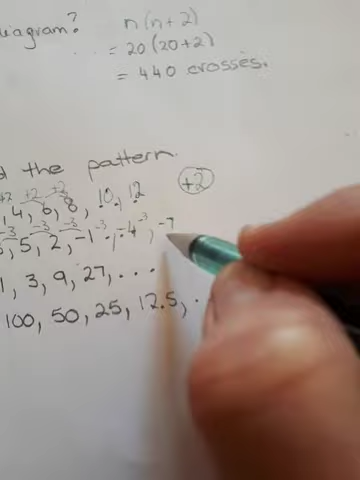 diagram? n(n+2)
= 20(20+2)
= 440 crosses.
the pattern.
+2 +2 +2
4, 6, 8, 10, 12 +2
-3 -3 -3 -3 -3
5, 2, -1, -4, -7
1, 3, 9, 27, ...
100, 50, 25, 12.5, .